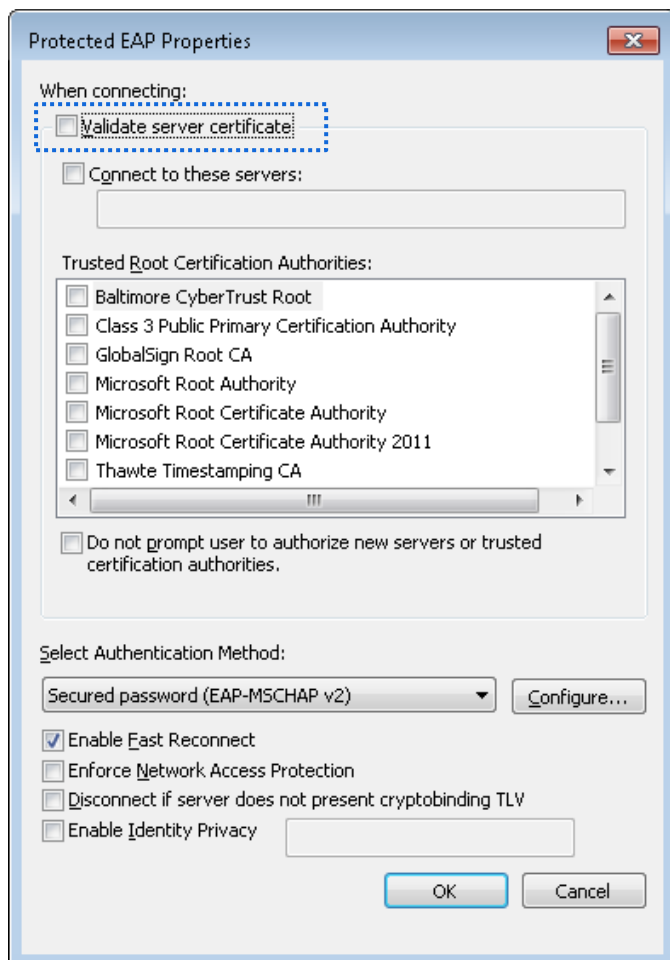 Protected EAP Properties
When connecting:
Validate server certificate
Connect to these servers:
Trusted Root Certification Authorities:
Baltimore CyberTrust Root
Class 3 Public Primary Certification Authority
GlobalSign Root CA
Microsoft Root Authority
Microsoft Root Certificate Authority
Microsoft Root Certificate Authority 2011
Thawte Timestamping CA
Do not prompt user to authorize new servers or trusted
certification authorities.
Select Authentication Method:
Secured password (EAP-MSCHAP v2) Configure...
Enable Fast Reconnect
Enforce Network Access Protection
Disconnect if server does not present cryptobinding TLV
Enable Identity Privacy
OK Cancel